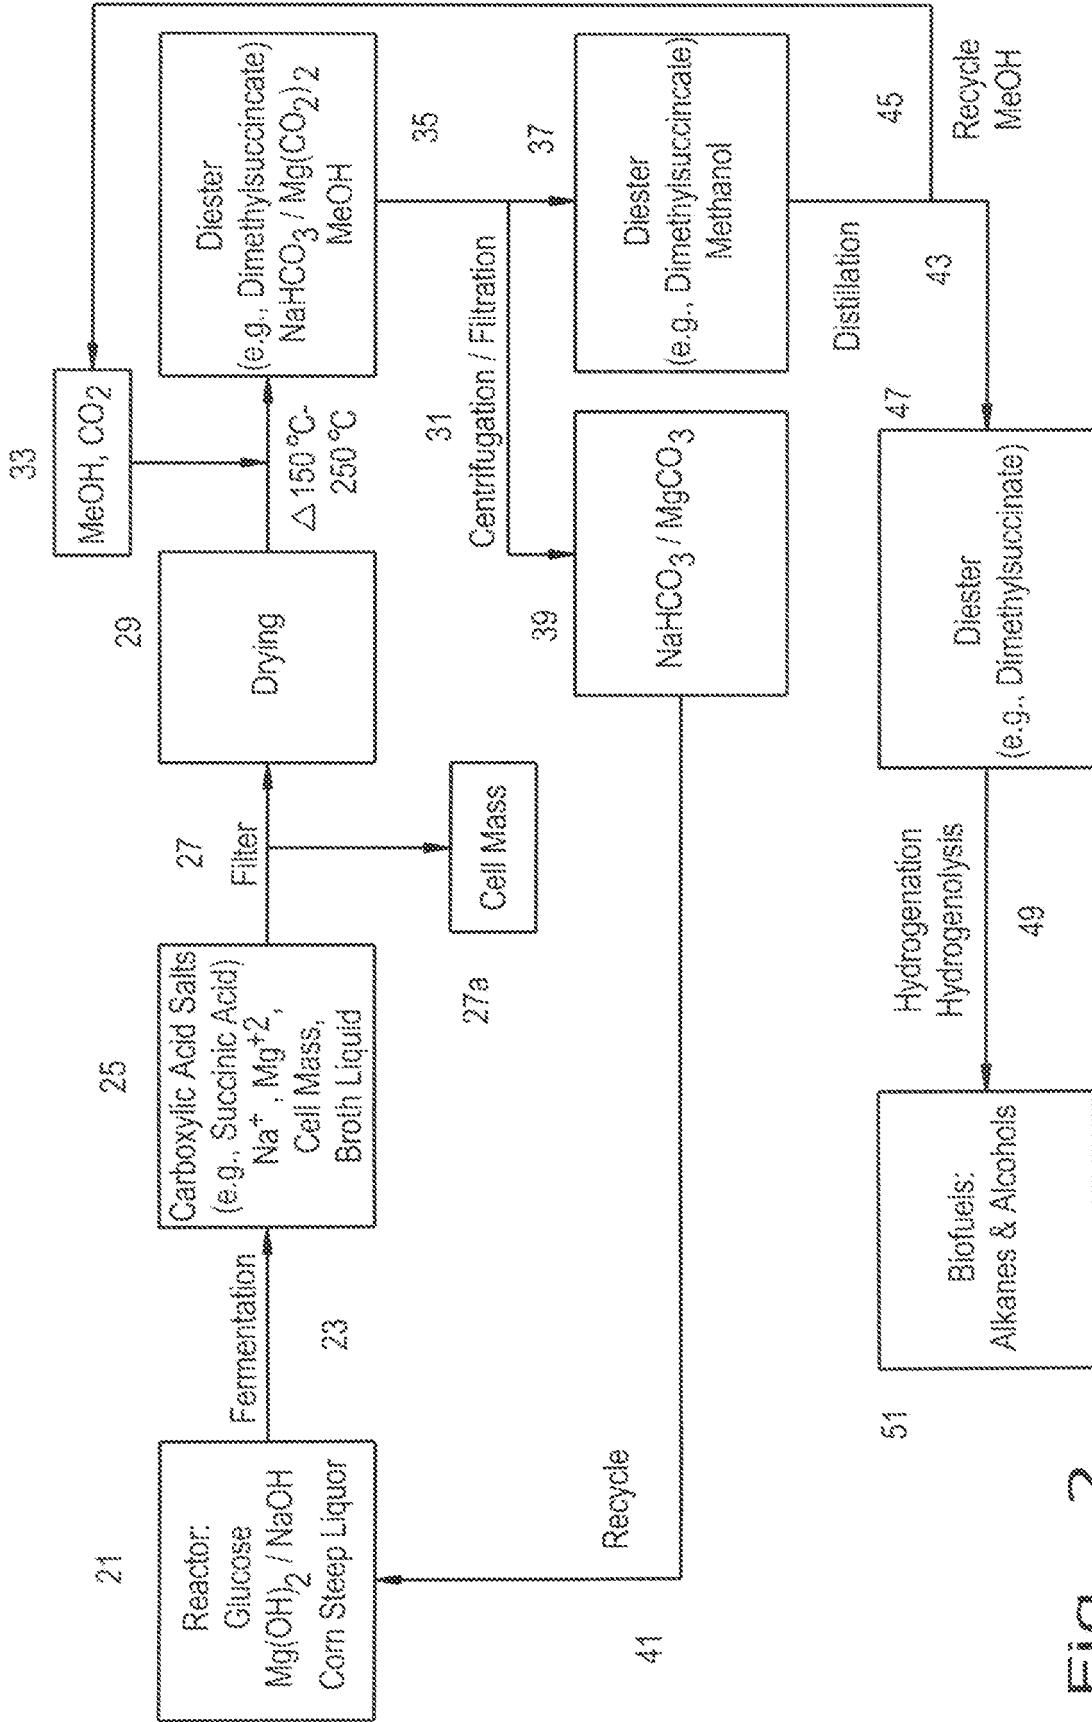 21
Reactor:
Glucose
Mg(OH)2 / NaOH
Corn Steep Liquor
Fermentation
23
25
Carboxylic Acid Salts
(e.g., Succinic Acid)
Na+, Mg+2,
Cell Mass,
Broth Liquid
27
Filter
Cell Mass
27a
29
Drying
33
MeOH, CO2
△150°C-
250°C
Diester
(e.g., Dimethylsuccincate)
NaHCO3 / Mg(CO2)2
MeOH
35
31
Centrifugation / Filtration
37
Diester
(e.g., Dimethylsuccincate)
Methanol
39
NaHCO3 / MgCO3
Recycle
41
Distillation
43
45
Recycle
MeOH
47
Diester
(e.g., Dimethylsuccinate)
Hydrogenation
Hydrogenolysis
49
51
Biofuels:
Alkanes & Alcohols
Fig. 2